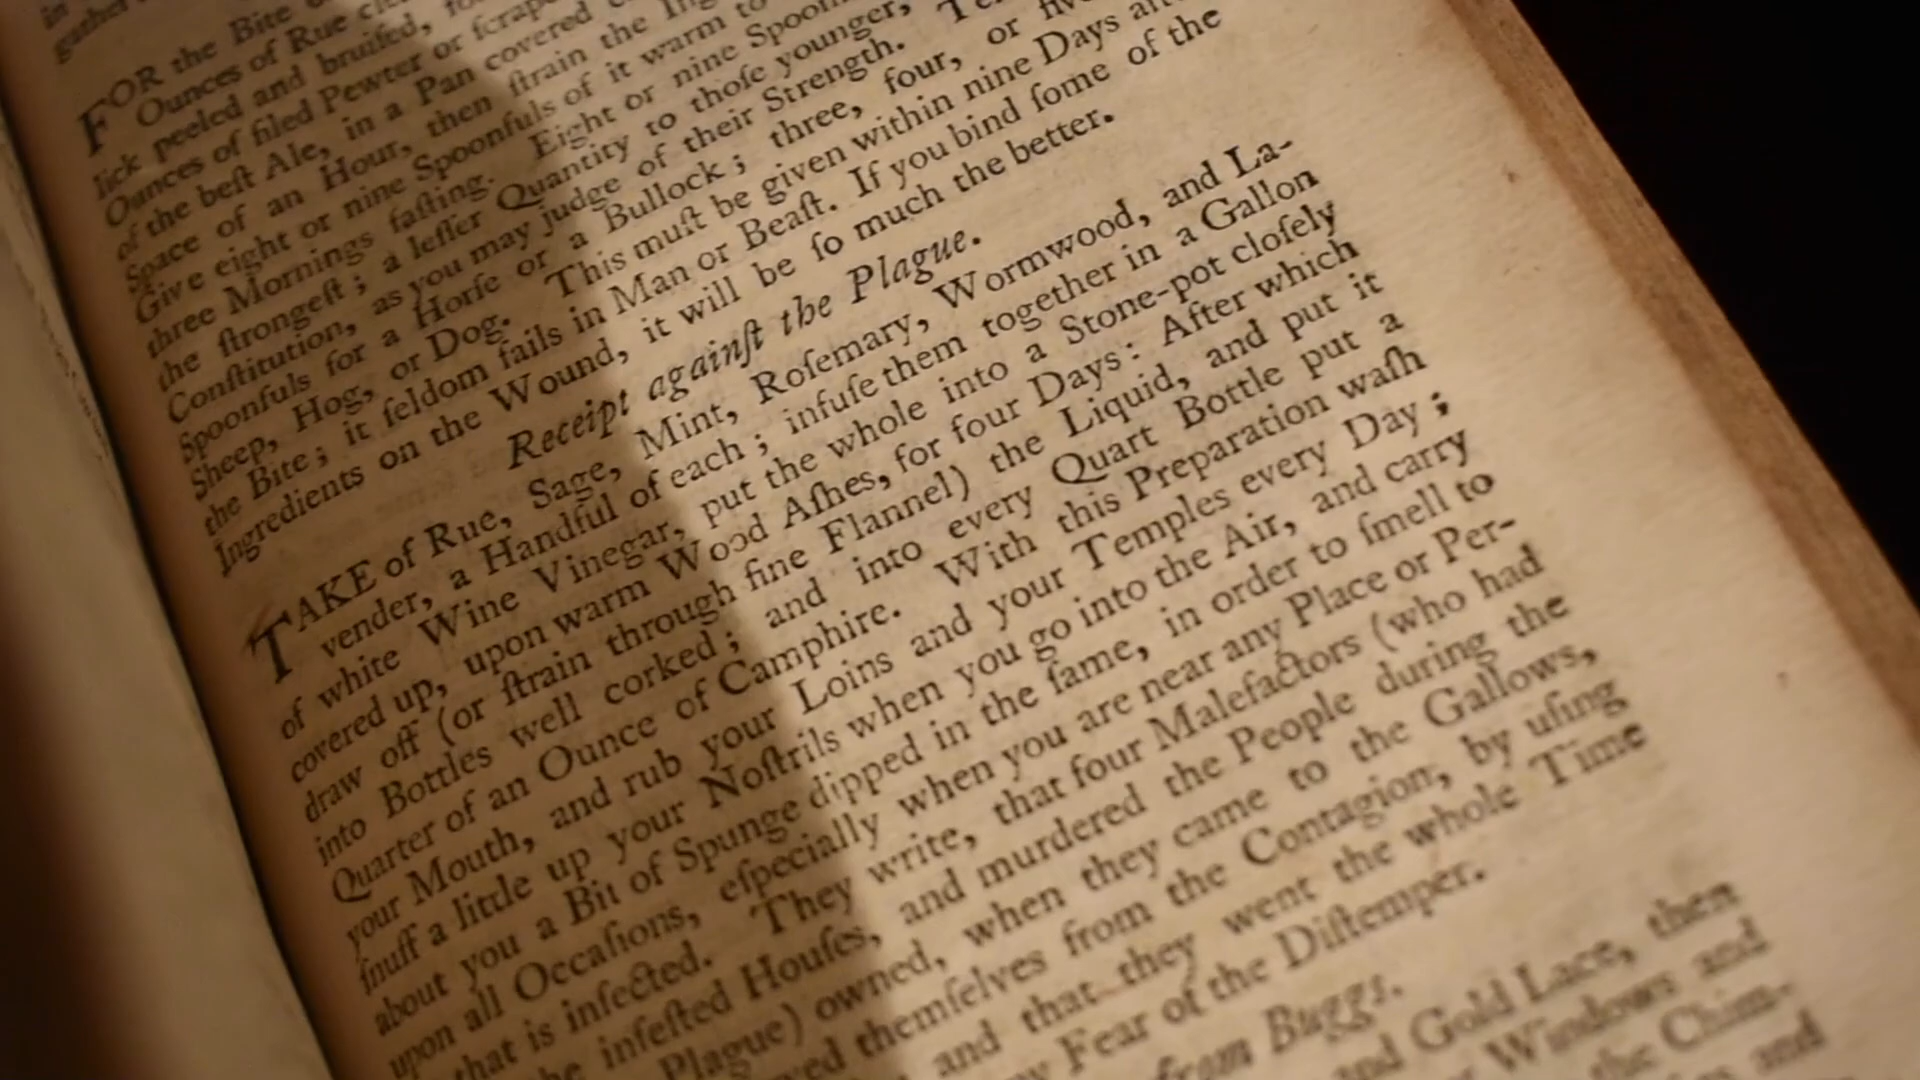 FOR the Bite
Ounces of Rue
lick peeled and bruiſed,
Ounces of filed Pewter or ſcrape
of the beſt Ale, in a Pan covered
Space of an Hour, then ſtrain the
Give eight or nine Spoonfuls of it warm to
three Mornings faſting. Eight or nine Spoon
the ſtrongeſt; a leſſer Quantity to thoſe younger,
Conſtitution, as you may judge of their Strength.
Spoonfuls for a Horſe or a Bullock; three, four, or
Sheep, Hog, or Dog. This muſt be given within nine Days
the Bite; it ſeldom fails in Man or Beaſt. If you bind ſome of the
Ingredients on the Wound, it will be ſo much the better.
Receipt againſt the Plague.
TAKE of Rue, Sage, Mint, Roſemary, Wormwood, and La-
vender, a Handful of each; infuſe them together in a Gallon
of white Wine Vinegar, put the whole into a Stone-pot cloſely
covered up, upon warm Wood Aſhes, for four Days: After which
draw off (or ſtrain through fine Flannel) the Liquid, and put it
into Bottles well corked; and into every Quart Bottle put a
Quarter of an Ounce of Camphire. With this Preparation waſh
your Mouth, and rub your Loins and your Temples every Day;
ſnuff a little up your Noſtrils when you go into the Air, and carry
about you a Bit of Spunge dipped in the ſame, in order to ſmell to
upon all Occaſions, eſpecially when you are near any Place or Per-
that is infected. They write, that four Malefactors (who had
infeſted Houſes, and murdered the People during the
Plague) owned, when they came to the Gallows,
themſelves from the Contagion, by uſing
and that they went the whole Time
Fear of the Diſtemper.
from Buggs.
and Gold Lace, then
Windows and
the Chim-
and